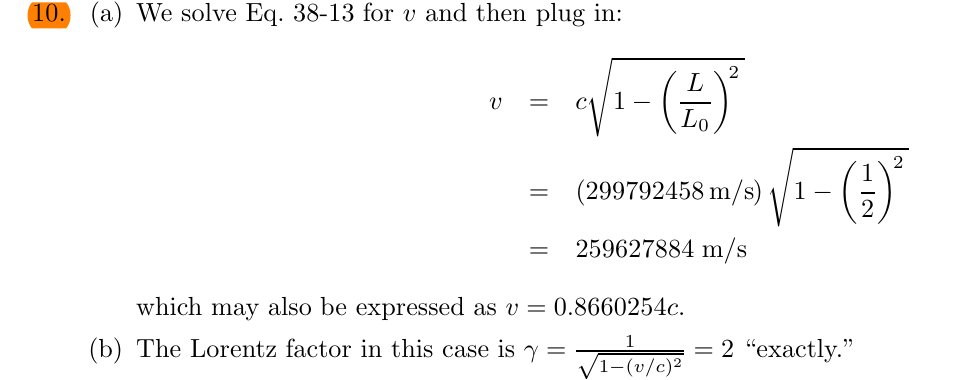 10. (a) We solve Eq. 38-13 for v and then plug in:
v = c√(1 − (L/L₀)²)
= (299792458 m/s) √(1 − (1/2)²)
= 259627884 m/s
which may also be expressed as v = 0.8660254c.
(b) The Lorentz factor in this case is γ = 1/√(1−(v/c)²) = 2 “exactly.”